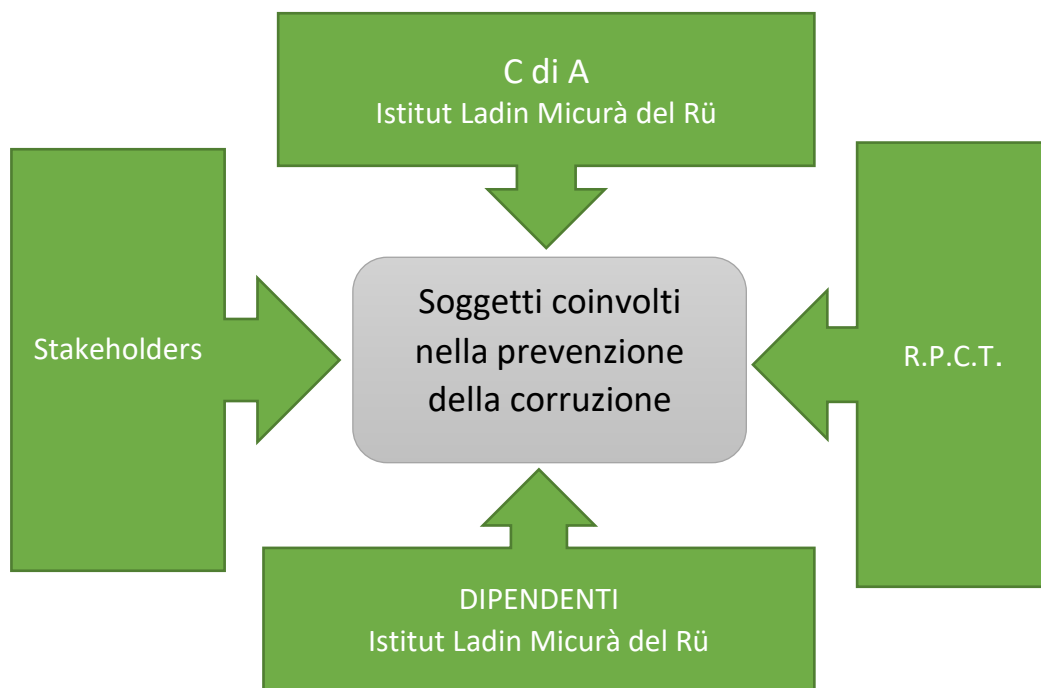 C di A
Istitut Ladin Micurà del Rü
Stakeholders
Soggetti coinvolti
nella prevenzione
della corruzione
R.P.C.T.
DIPENDENTI
Istitut Ladin Micurà del Rü